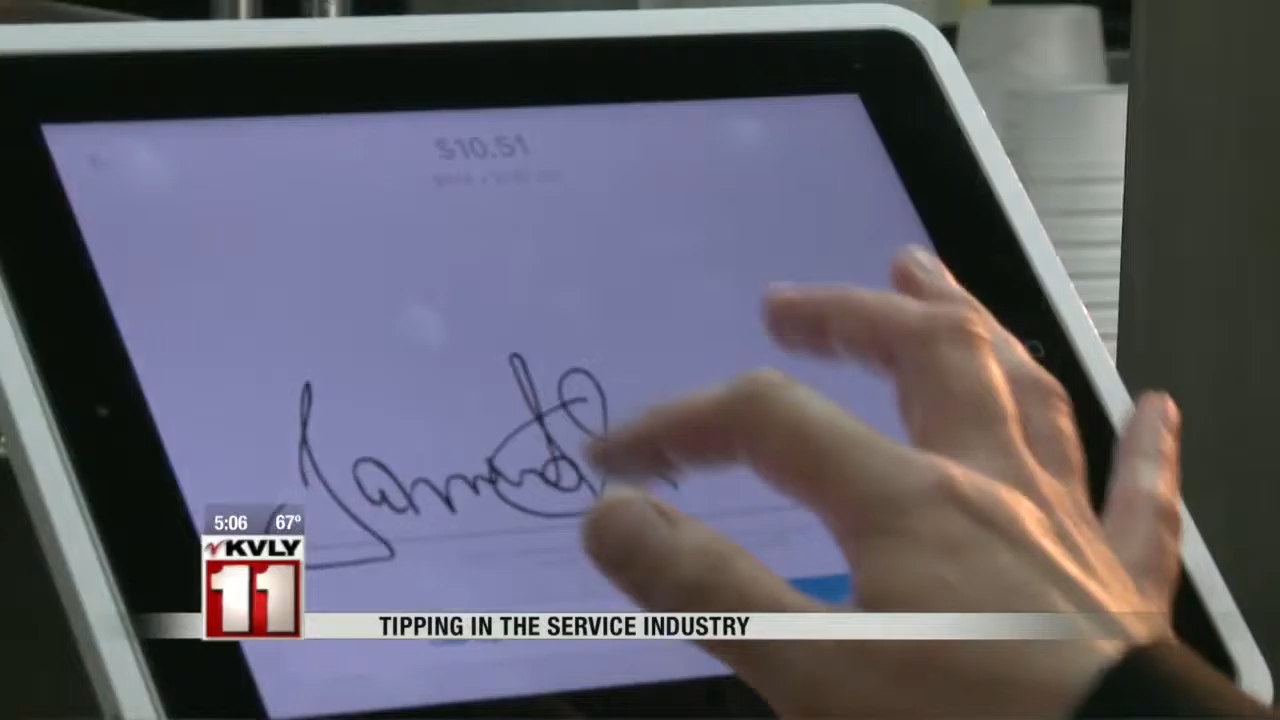 $10.51
5:06 67°
KVLY
11
TIPPING IN THE SERVICE INDUSTRY